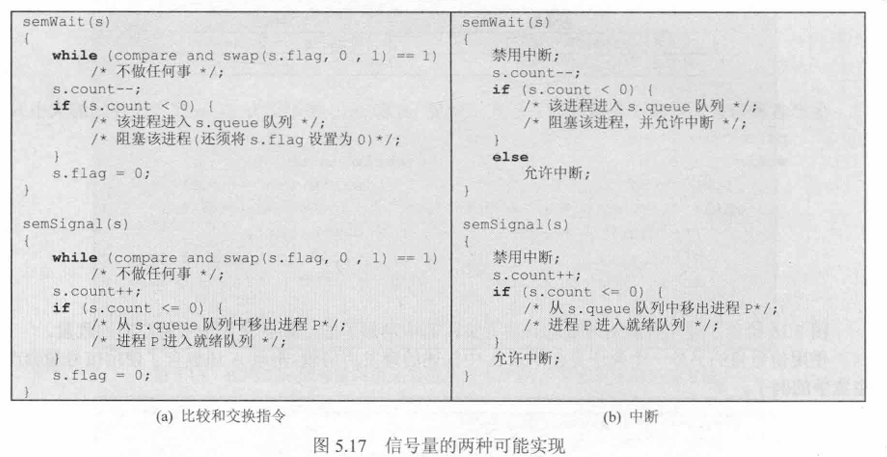 semWait(s)
{
while (compare and swap(s.flag, 0 , 1) == 1)
/* 不做任何事 */;
s.count--;
if (s.count < 0) {
/* 该进程进入 s.queue 队列 */;
/* 阻塞该进程(还须将 s.flag 设置为 0)*/;
}
s.flag = 0;
}
semSignal(s)
{
while (compare and swap(s.flag, 0 , 1) == 1)
/* 不做任何事 */;
s.count++;
if (s.count <= 0) {
/* 从 s.queue 队列中移出进程 P*/;
/* 进程 P 进入就绪队列 */;
}
s.flag = 0;
}
(a) 比较和交换指令
semWait(s)
{
禁用中断;
s.count--;
if (s.count < 0) {
/* 该进程进入 s.queue 队列 */;
/* 阻塞该进程, 并允许中断 */;
}
else
允许中断;
}
semSignal(s)
{
禁用中断;
s.count++;
if (s.count <= 0) {
/* 从 s.queue 队列中移出进程 P*/;
/* 进程 P 进入就绪队列 */;
}
允许中断;
}
(b) 中断
图 5.17 信号量的两种可能实现